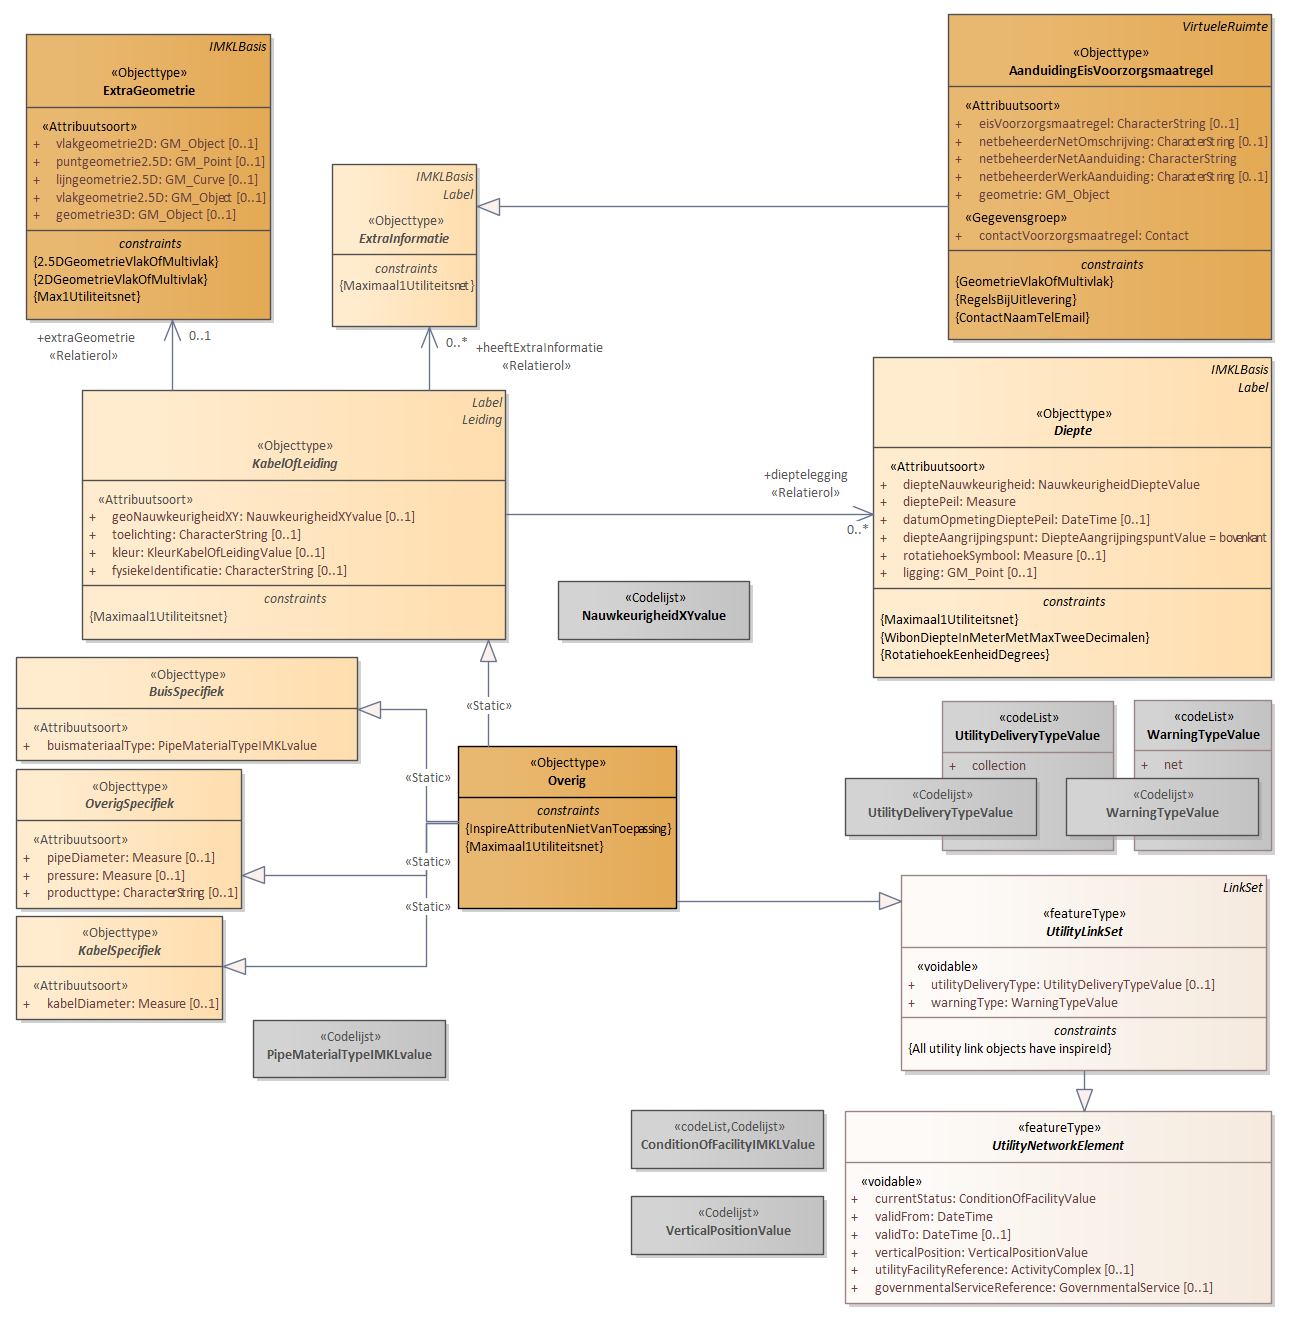 IMKLBasis
«Objecttype»
ExtraGeometrie
«Attribuutsoort»
+ vlakgeometrie2D: GM_Object [0..1]
+ puntgeometrie2.5D: GM_Point [0..1]
+ lijngeometrie2.5D: GM_Curve [0..1]
+ vlakgeometrie2.5D: GM_Object [0..1]
+ geometrie3D: GM_Object [0..1]
constraints
{2.5DGeometrieVlakOfMultivlak}
{2DGeometrieVlakOfMultivlak}
{Max1Utiliteitsnet}
IMKLBasis
Label
«Objecttype»
ExtraInformatie
constraints
{Maximaal1Utiliteitsnet}
VirtueleRuimte
«Objecttype»
AanduidingEisVoorzorgsmaatregel
«Attribuutsoort»
+ eisVoorzorgsmaatregel: CharacterString [0..1]
+ netbeheerderNetOmschrijving: CharacterString [0..1]
+ netbeheerderNetAanduiding: CharacterString
+ netbeheerderWerkAanduiding: CharacterString [0..1]
+ geometrie: GM_Object
«Gegevensgroep»
+ contactVoorzorgsmaatregel: Contact
constraints
{GeometrieVlakOfMultivlak}
{RegelsBijUitlevering}
{ContactNaamTelEmail}
+extraGeometrie
«Relatierol»
0..1
0..*
+heeftExtraInformatie
«Relatierol»
Label
Leiding
«Objecttype»
KabelOfLeiding
«Attribuutsoort»
+ geoNauwkeurigheidXY: NauwkeurigheidXYvalue [0..1]
+ toelichting: CharacterString [0..1]
+ kleur: KleurKabelOfLeidingValue [0..1]
+ fysiekeIdentificatie: CharacterString [0..1]
constraints
{Maximaal1Utiliteitsnet}
+dieptelegging
«Relatierol»
0..*
IMKLBasis
Label
«Objecttype»
Diepte
«Attribuutsoort»
+ diepteNauwkeurigheid: NauwkeurigheidDiepteValue
+ dieptePeil: Measure
+ datumOpmetingDieptePeil: DateTime [0..1]
+ diepteAangrijpingspunt: DiepteAangrijpingspuntValue = bovenkant
+ rotatiehoekSymbool: Measure [0..1]
+ ligging: GM_Point [0..1]
constraints
{Maximaal1Utiliteitsnet}
{WibonDiepteInMeterMetMaxTweeDecimalen}
{RotatiehoekEenheidDegrees}
«Codelijst»
NauwkeurigheidXYvalue
«Objecttype»
BuisSpecifiek
«Attribuutsoort»
+ buismateriaalType: PipeMaterialTypeIMKLvalue
«Static»
«Static»
«Static»
«Static»
«Objecttype»
OverigSpecifiek
«Attribuutsoort»
+ pipeDiameter: Measure [0..1]
+ pressure: Measure [0..1]
+ producttype: CharacterString [0..1]
«Objecttype»
KabelSpecifiek
«Attribuutsoort»
+ kabelDiameter: Measure [0..1]
«Objecttype»
Overig
constraints
{InspireAttributenNietVanToepassing}
{Maximaal1Utiliteitsnet}
«codeList»
UtilityDeliveryTypeValue
+ collection
«codeList»
WarningTypeValue
+ net
«Codelijst»
UtilityDeliveryTypeValue
«Codelijst»
WarningTypeValue
LinkSet
«featureType»
UtilityLinkSet
«voidable»
+ utilityDeliveryType: UtilityDeliveryTypeValue [0..1]
+ warningType: WarningTypeValue
constraints
{All utility link objects have inspireId}
«Codelijst»
PipeMaterialTypeIMKLvalue
«codeList,Codelijst»
ConditionOfFacilityIMKLValue
«Codelijst»
VerticalPositionValue
«featureType»
UtilityNetworkElement
«voidable»
+ currentStatus: ConditionOfFacilityValue
+ validFrom: DateTime
+ validTo: DateTime [0..1]
+ verticalPosition: VerticalPositionValue
+ utilityFacilityReference: ActivityComplex [0..1]
+ governmentalServiceReference: GovernmentalService [0..1]